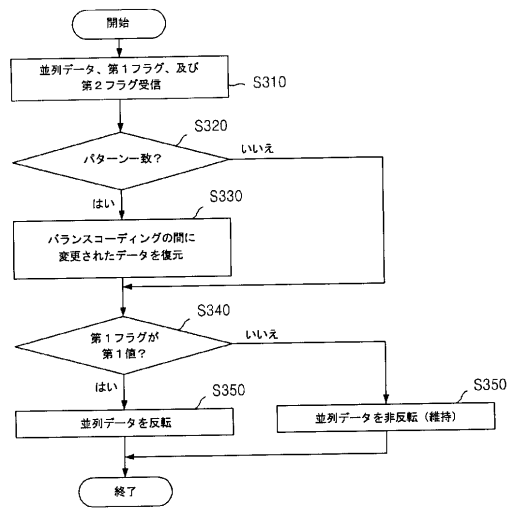 開始
並列データ、第1フラグ、及び
第2フラグ受信
S310
S320
パターン一致?
いいえ
はい
S330
バランスコーディングの間に
変更されたデータを復元
S340
第1フラグが
第1値?
いいえ
はい
S350
並列データを反転
S350
並列データを非反転(維持)
終了